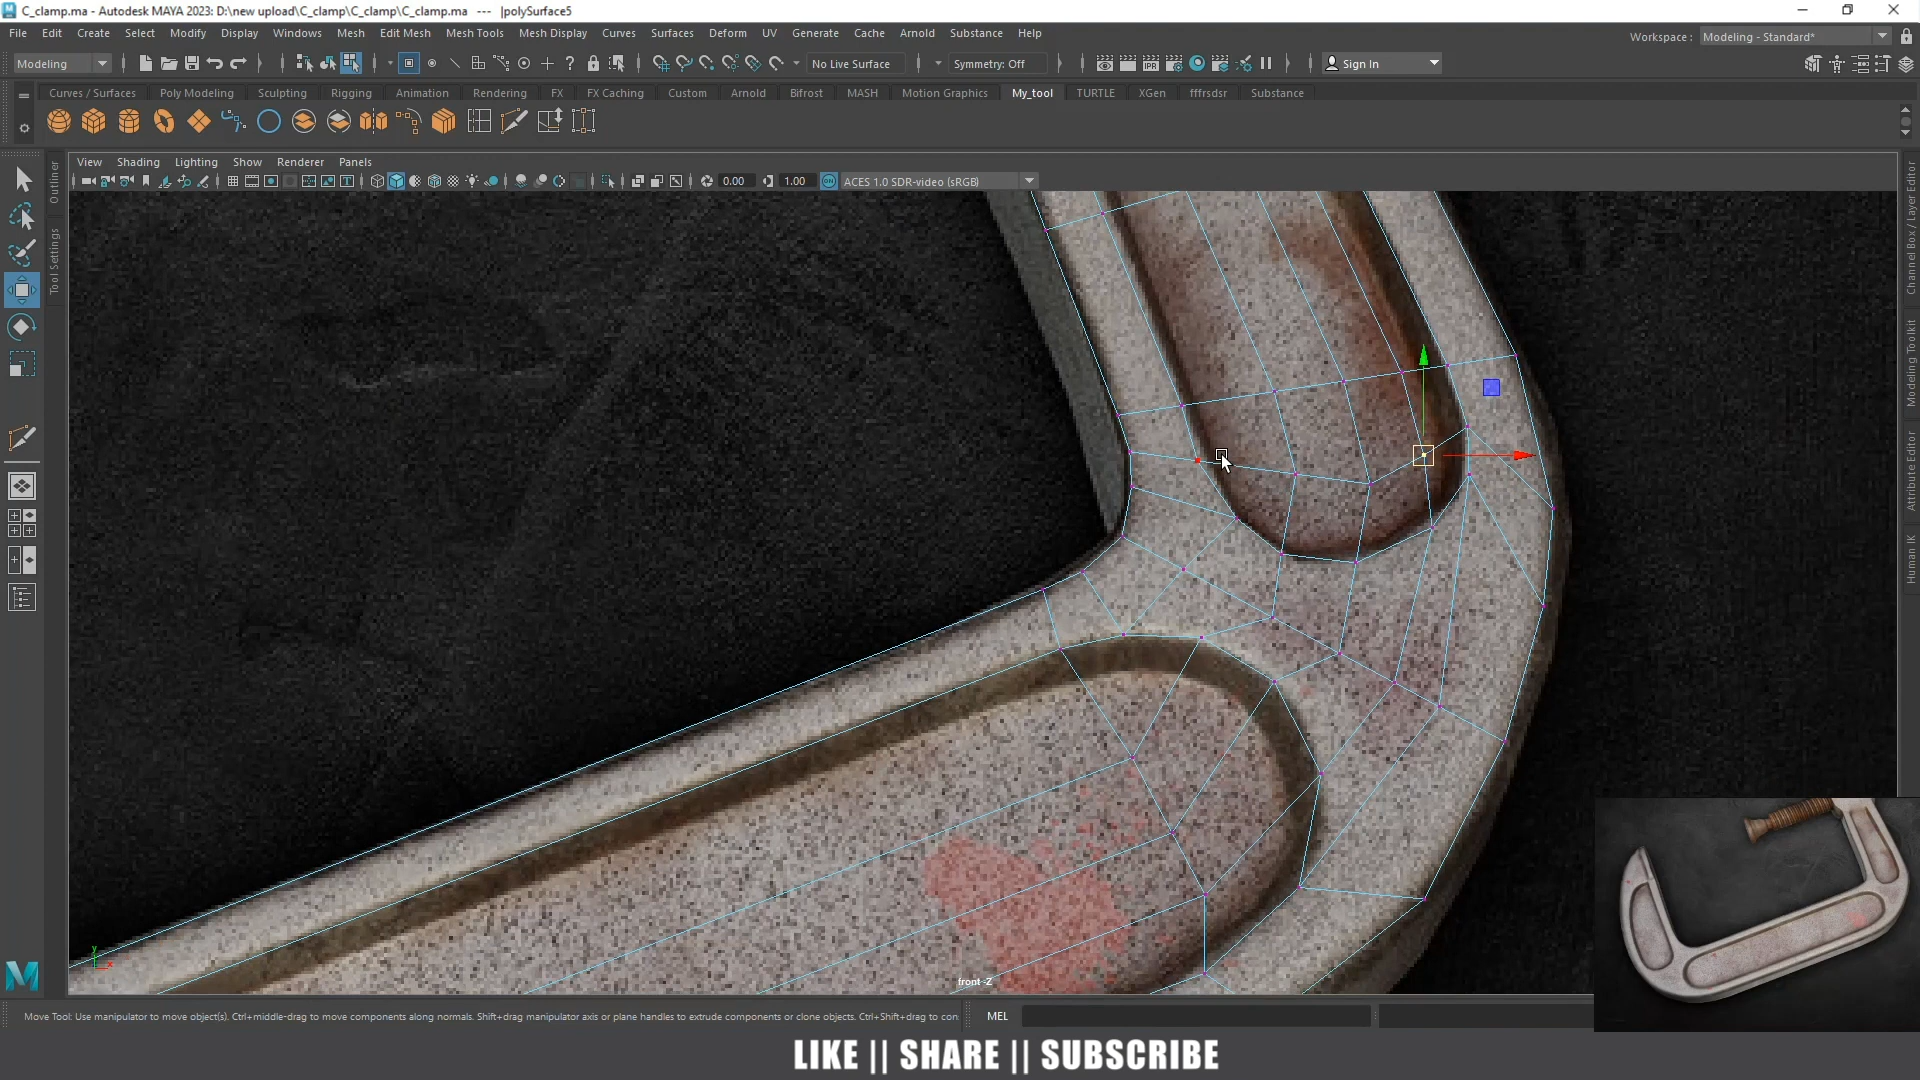 C_clamp.ma - Autodesk MAYA 2023: D:\new upload\C_clamp\C_clamp\C_clamp.ma --- |polySurface5
File Edit Create Select Modify Display Windows Mesh Edit Mesh Mesh Tools Mesh Display Curves Surfaces Deform UV Generate Cache Arnold Substance Help
Workspace : Modeling - Standard*
Modeling No Live Surface Symmetry: Off Sign In
Curves / Surfaces Poly Modeling Sculpting Rigging Animation Rendering FX FX Caching Custom Arnold Bifrost MASH Motion Graphics My_tool TURTLE XGen fffrsdsr Substance
View Shading Lighting Show Renderer Panels
0.00 1.00 ON ACES 1.0 SDR-video (sRGB)
Outliner
Tool Settings
Channel Box / Layer Editor
Modeling Toolkit
Attribute Editor
Human IK
IPR
y
x
front -Z
M
Move Tool: Use manipulator to move object(s). Ctrl+middle-drag to move components along normals. Shift+drag manipulator axis or plane handles to extrude components or clone objects. Ctrl+Shift+drag to con
MEL
LIKE || SHARE || SUBSCRIBE